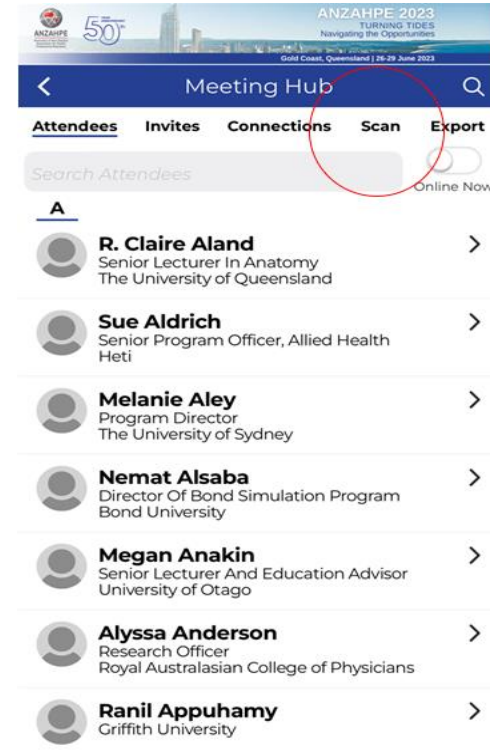 ANZAHPE 2023
TURNING TIDES
Navigating the Opportunities
Gold Coast, Queensland | 26-29 June 2023
ANZAHPE
50
Meeting Hub
Attendees Invites Connections Scan Export
Search Attendees
Online Now
A
R. Claire Aland
Senior Lecturer In Anatomy
The University of Queensland
Sue Aldrich
Senior Program Officer, Allied Health
Heti
Melanie Aley
Program Director
The University of Sydney
Nemat Alsaba
Director Of Bond Simulation Program
Bond University
Megan Anakin
Senior Lecturer And Education Advisor
University of Otago
Alyssa Anderson
Research Officer
Royal Australasian College of Physicians
Ranil Appuhamy
Griffith University